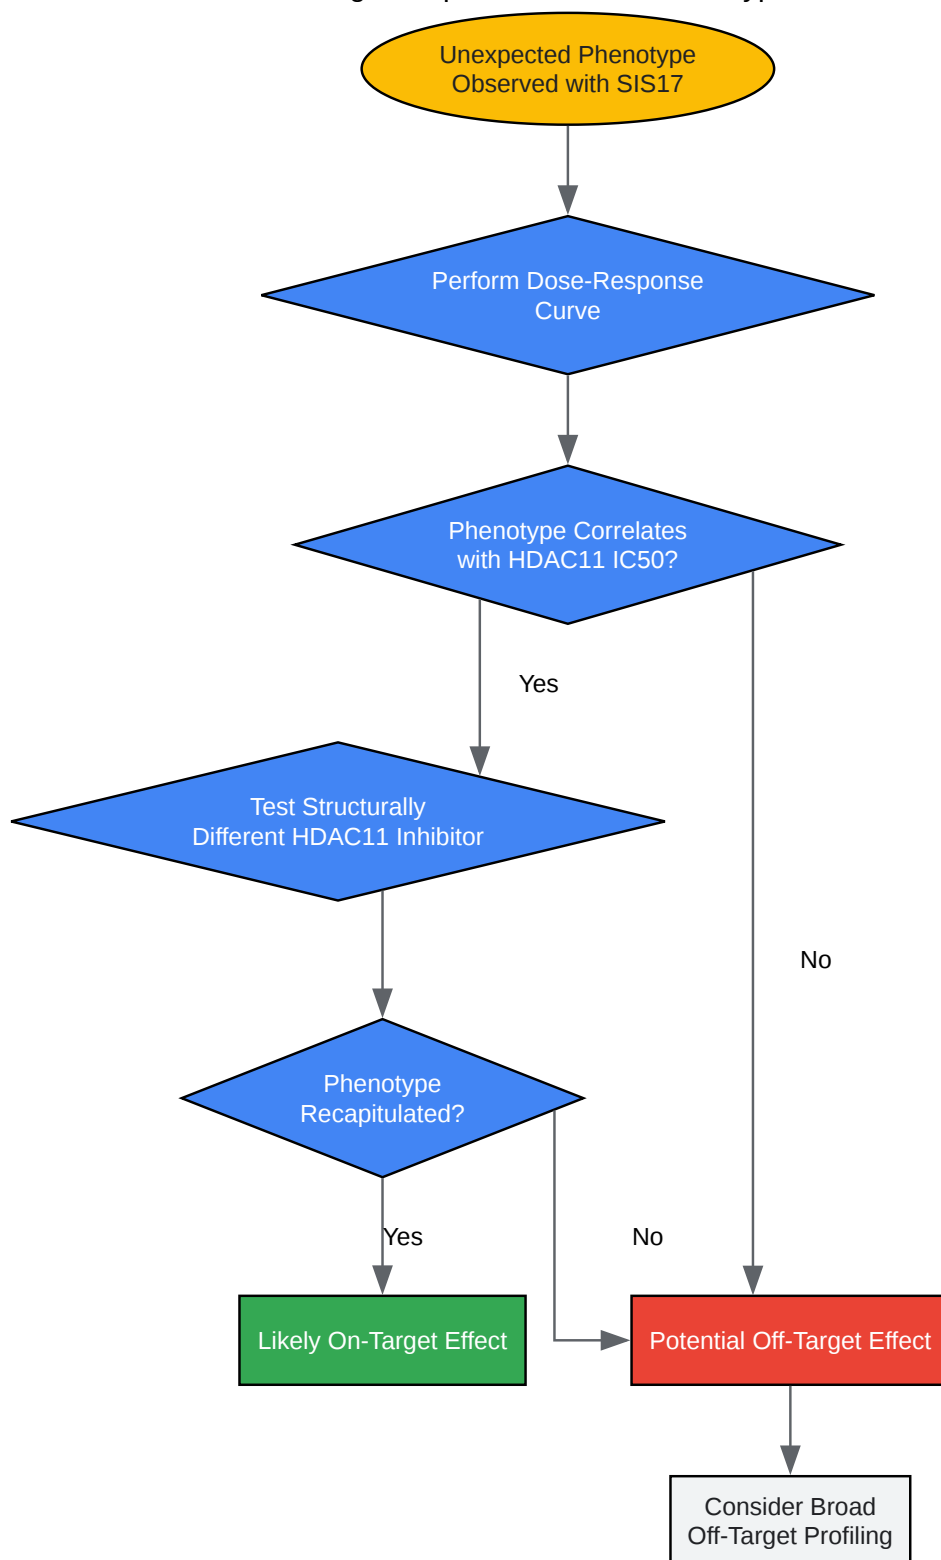 Unexpected Phenotype
Observed with SIS17
Perform Dose-Response
Curve
Phenotype Correlates
with HDAC11 IC50?
Yes
Test Structurally
Different HDAC11 Inhibitor
No
Phenotype
Recapitulated?
Yes
No
Likely On-Target Effect
Potential Off-Target Effect
Consider Broad
Off-Target Profiling